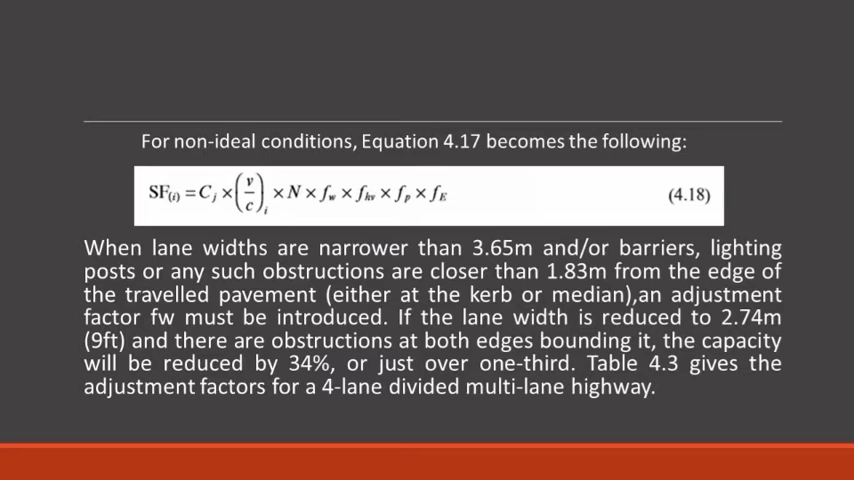 For non-ideal conditions, Equation 4.17 becomes the following:
SF(i) = Cj × (v/c)i × N × fw × fhv × fp × fE (4.18)
When lane widths are narrower than 3.65m and/or barriers, lighting
posts or any such obstructions are closer than 1.83m from the edge of
the travelled pavement (either at the kerb or median),an adjustment
factor fw must be introduced. If the lane width is reduced to 2.74m
(9ft) and there are obstructions at both edges bounding it, the capacity
will be reduced by 34%, or just over one-third. Table 4.3 gives the
adjustment factors for a 4-lane divided multi-lane highway.